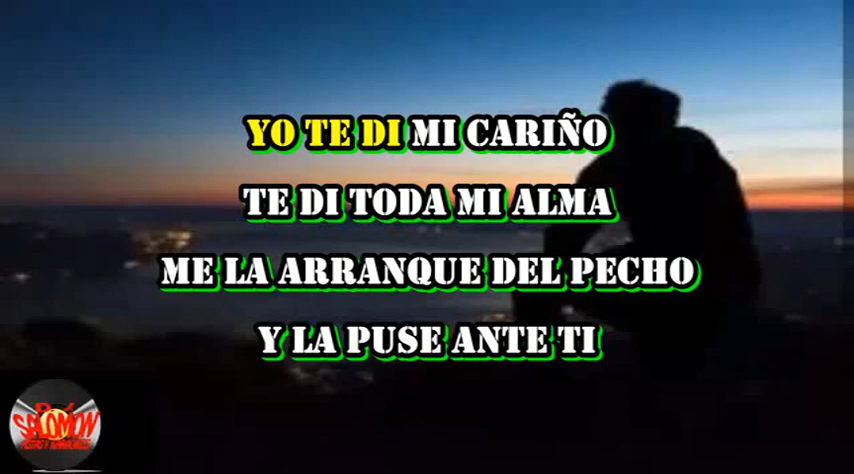 YO TE DI MI CARIÑO
TE DI TODA MI ALMA
ME LA ARRANQUE DEL PECHO
Y LA PUSE ANTE TI
SALOMON